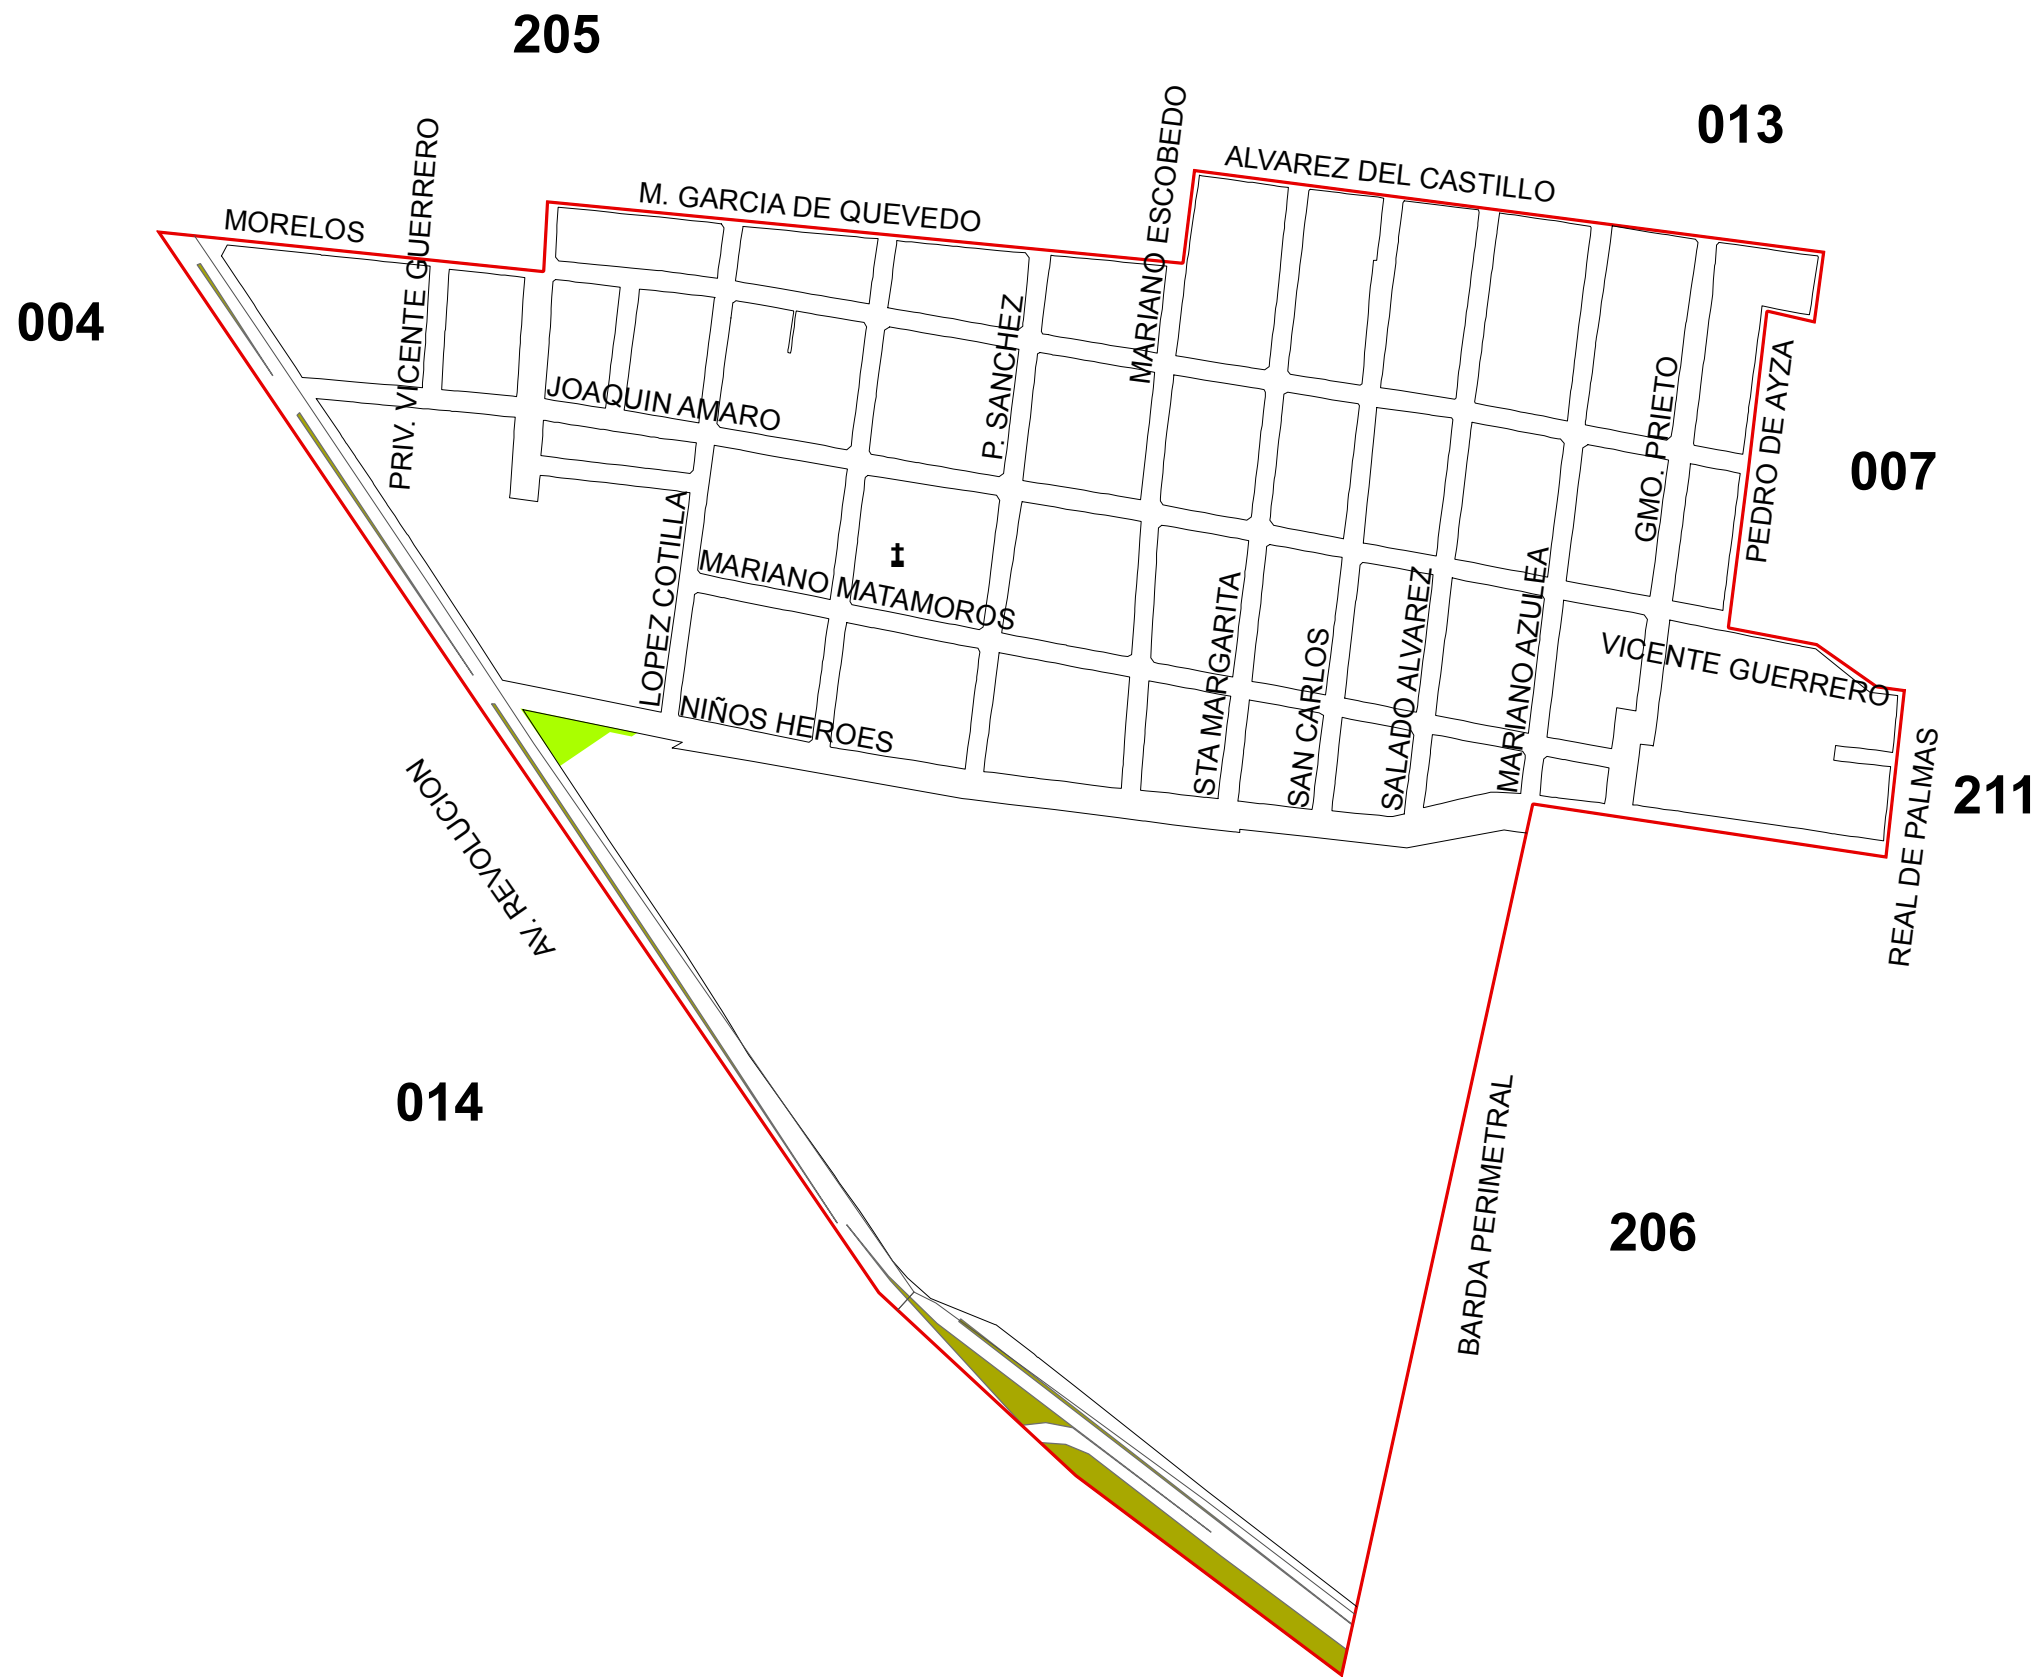 205
013
MORELOS
PRIV. VICENTE GUERRERO
M. GARCIA DE QUEVEDO
MARIANO ESCOBEDO
ALVAREZ DEL CASTILLO
004
P. SANCHEZ
JOAQUIN AMARO
GMO. PRIETO
PEDRO DE AYZA
007
LOPEZ COTILLA
MARIANO MATAMOROS
STA MARGARITA
SAN CARLOS
SALADO ALVAREZ
MARIANO AZUELA
VICENTE GUERRERO
NIÑOS HEROES
AV. REVOLUCION
REAL DE PALMAS
211
014
BARDA PERIMETRAL
206